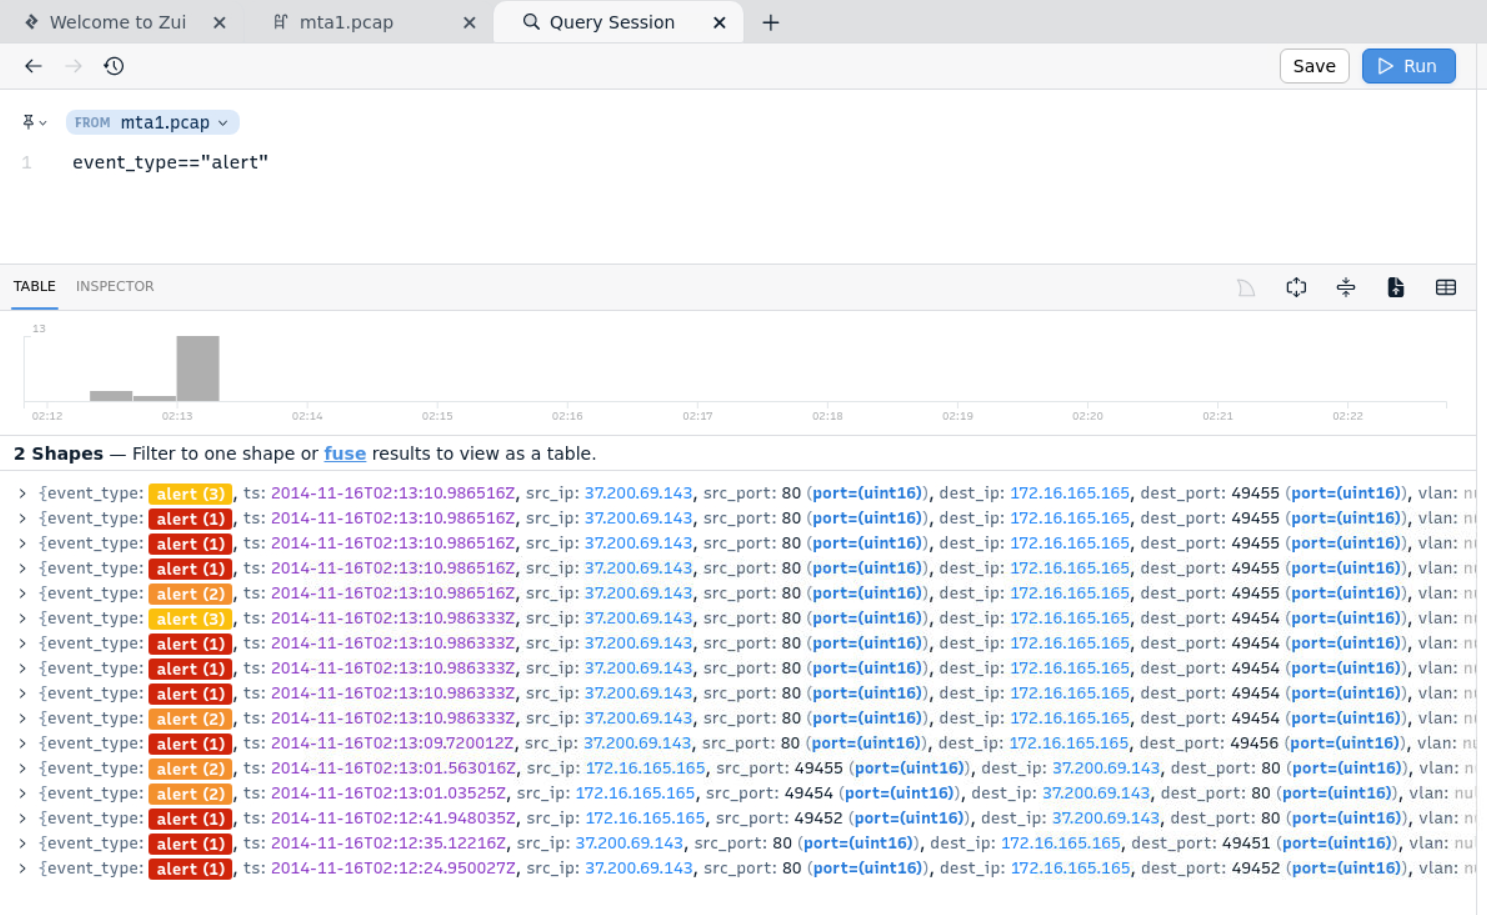 Welcome to Zui
mta1.pcap
Query Session
Save
Run
FROM mta1.pcap
1 event_type=="alert"
TABLE INSPECTOR
13
02:12 02:13 02:14 02:15 02:16 02:17 02:18 02:19 02:20 02:21 02:22
2 Shapes — Filter to one shape or fuse results to view as a table.
{event_type: alert (3), ts: 2014-11-16T02:13:10.986516Z, src_ip: 37.200.69.143, src_port: 80 (port=(uint16)), dest_ip: 172.16.165.165, dest_port: 49455 (port=(uint16)), vlan:
{event_type: alert (1), ts: 2014-11-16T02:13:10.986516Z, src_ip: 37.200.69.143, src_port: 80 (port=(uint16)), dest_ip: 172.16.165.165, dest_port: 49455 (port=(uint16)), vlan:
{event_type: alert (1), ts: 2014-11-16T02:13:10.986516Z, src_ip: 37.200.69.143, src_port: 80 (port=(uint16)), dest_ip: 172.16.165.165, dest_port: 49455 (port=(uint16)), vlan:
{event_type: alert (1), ts: 2014-11-16T02:13:10.986516Z, src_ip: 37.200.69.143, src_port: 80 (port=(uint16)), dest_ip: 172.16.165.165, dest_port: 49455 (port=(uint16)), vlan:
{event_type: alert (2), ts: 2014-11-16T02:13:10.986516Z, src_ip: 37.200.69.143, src_port: 80 (port=(uint16)), dest_ip: 172.16.165.165, dest_port: 49455 (port=(uint16)), vlan:
{event_type: alert (3), ts: 2014-11-16T02:13:10.986333Z, src_ip: 37.200.69.143, src_port: 80 (port=(uint16)), dest_ip: 172.16.165.165, dest_port: 49454 (port=(uint16)), vlan:
{event_type: alert (1), ts: 2014-11-16T02:13:10.986333Z, src_ip: 37.200.69.143, src_port: 80 (port=(uint16)), dest_ip: 172.16.165.165, dest_port: 49454 (port=(uint16)), vlan:
{event_type: alert (1), ts: 2014-11-16T02:13:10.986333Z, src_ip: 37.200.69.143, src_port: 80 (port=(uint16)), dest_ip: 172.16.165.165, dest_port: 49454 (port=(uint16)), vlan:
{event_type: alert (1), ts: 2014-11-16T02:13:10.986333Z, src_ip: 37.200.69.143, src_port: 80 (port=(uint16)), dest_ip: 172.16.165.165, dest_port: 49454 (port=(uint16)), vlan:
{event_type: alert (2), ts: 2014-11-16T02:13:10.986333Z, src_ip: 37.200.69.143, src_port: 80 (port=(uint16)), dest_ip: 172.16.165.165, dest_port: 49454 (port=(uint16)), vlan:
{event_type: alert (1), ts: 2014-11-16T02:13:09.720012Z, src_ip: 37.200.69.143, src_port: 80 (port=(uint16)), dest_ip: 172.16.165.165, dest_port: 49456 (port=(uint16)), vlan:
{event_type: alert (2), ts: 2014-11-16T02:13:01.563016Z, src_ip: 172.16.165.165, src_port: 49455 (port=(uint16)), dest_ip: 37.200.69.143, dest_port: 80 (port=(uint16)), vlan:
{event_type: alert (2), ts: 2014-11-16T02:13:01.03525Z, src_ip: 172.16.165.165, src_port: 49454 (port=(uint16)), dest_ip: 37.200.69.143, dest_port: 80 (port=(uint16)), vlan:
{event_type: alert (1), ts: 2014-11-16T02:12:41.948035Z, src_ip: 172.16.165.165, src_port: 49452 (port=(uint16)), dest_ip: 37.200.69.143, dest_port: 80 (port=(uint16)), vlan:
{event_type: alert (1), ts: 2014-11-16T02:12:35.12216Z, src_ip: 37.200.69.143, src_port: 80 (port=(uint16)), dest_ip: 172.16.165.165, dest_port: 49451 (port=(uint16)), vlan:
{event_type: alert (1), ts: 2014-11-16T02:12:24.950027Z, src_ip: 37.200.69.143, src_port: 80 (port=(uint16)), dest_ip: 172.16.165.165, dest_port: 49452 (port=(uint16)), vlan: